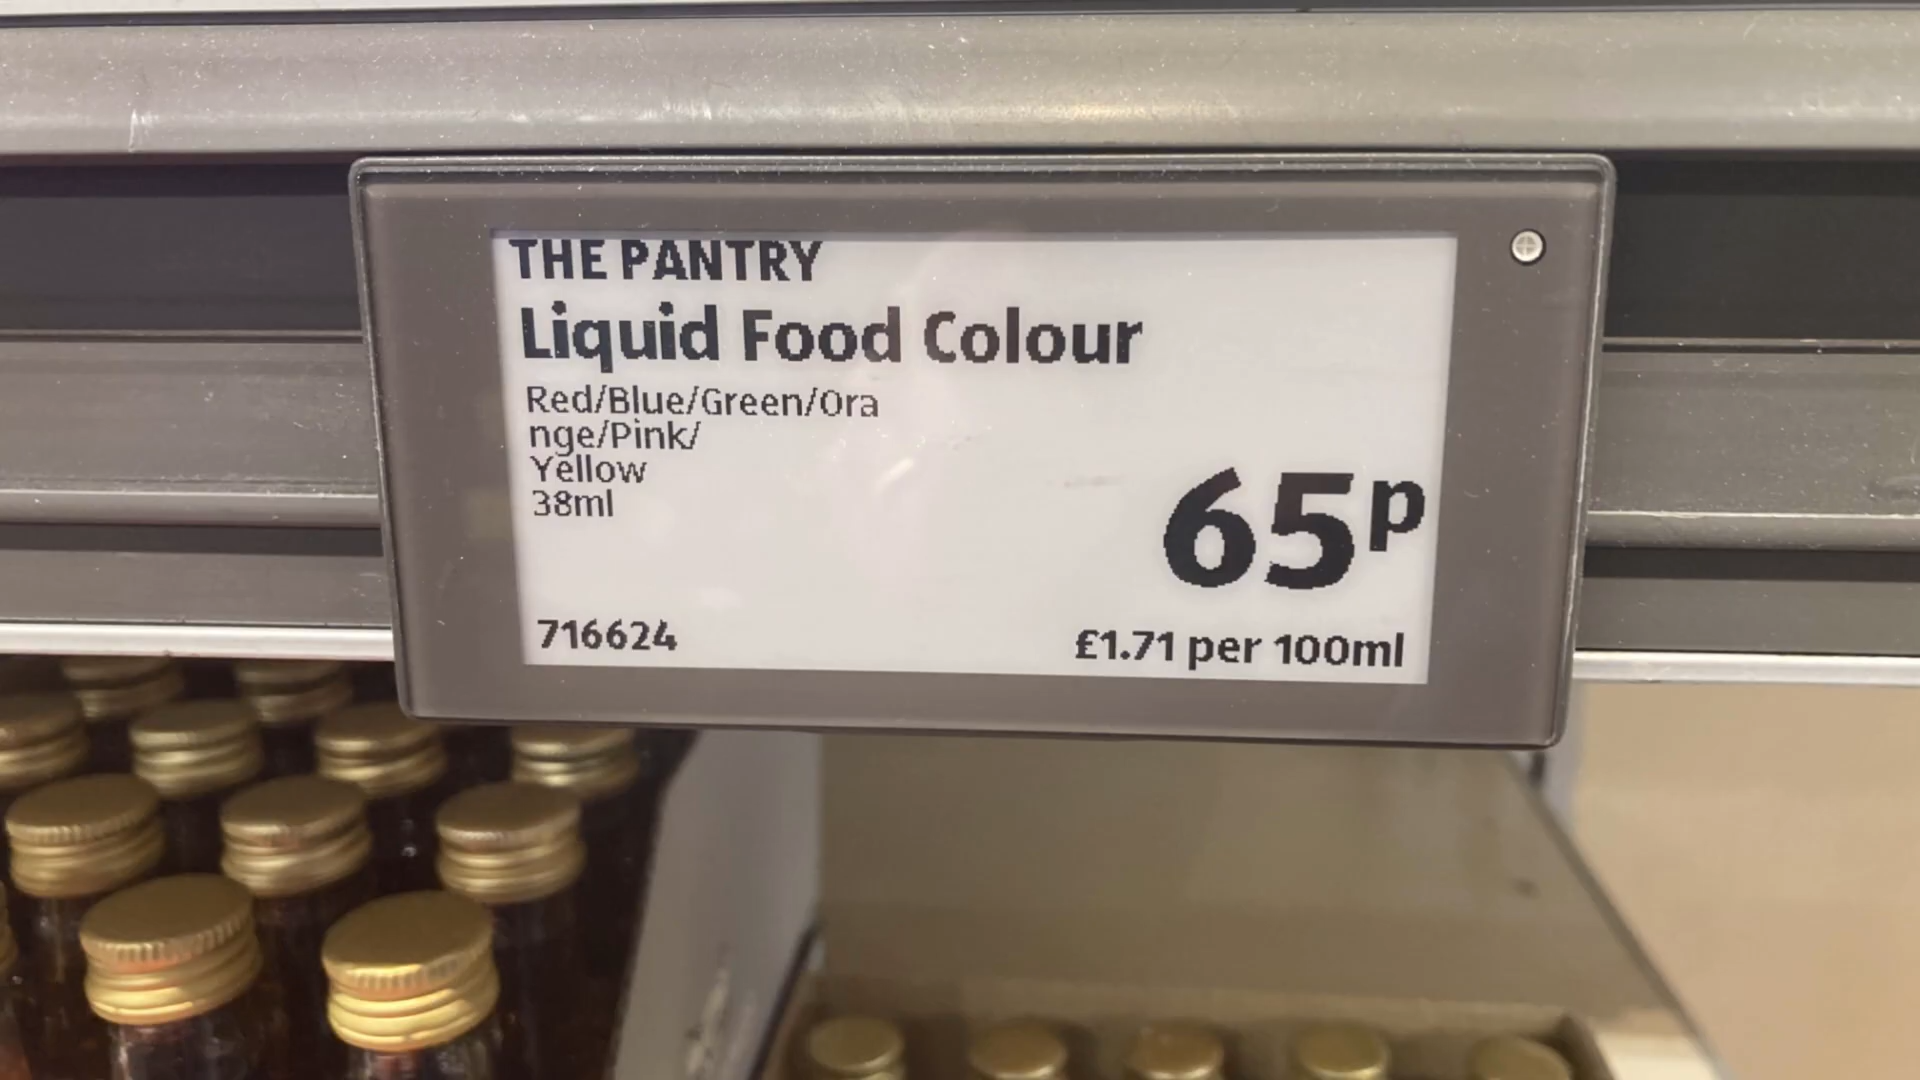 THE PANTRY
Liquid Food Colour
Red/Blue/Green/Ora
nge/Pink/
Yellow
38ml
65p
716624
£1.71 per 100ml